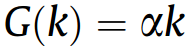 G(k) = αk